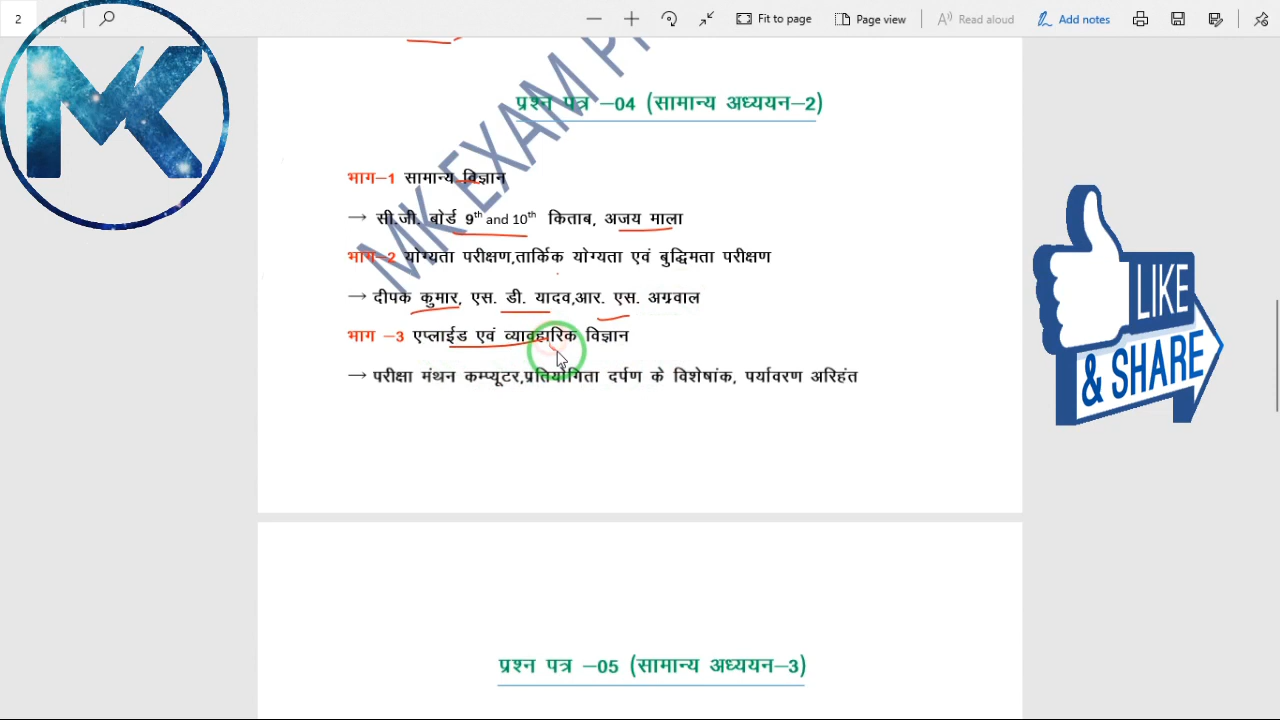 2
4
Fit to page
Page view
Read aloud
Add notes
MK
MK EXAM
प्रश्न पत्र –04 (सामान्य अध्ययन–2)
भाग–1 सामान्य विज्ञान
→ सी.जी. बोर्ड 9th and 10th किताब, अजय माला
भाग–2 योग्यता परीक्षण,तार्किक योग्यता एवं बुद्धिमता परीक्षण
→ दीपक कुमार, एस. डी. यादव,आर. एस. अग्रवाल
भाग –3 एप्लाईड एवं व्यावहारिक विज्ञान
→ परीक्षा मंथन कम्प्यूटर,प्रतियोगिता दर्पण के विशेषांक, पर्यावरण अरिहंत
LIKE
& SHARE
प्रश्न पत्र –05 (सामान्य अध्ययन–3)